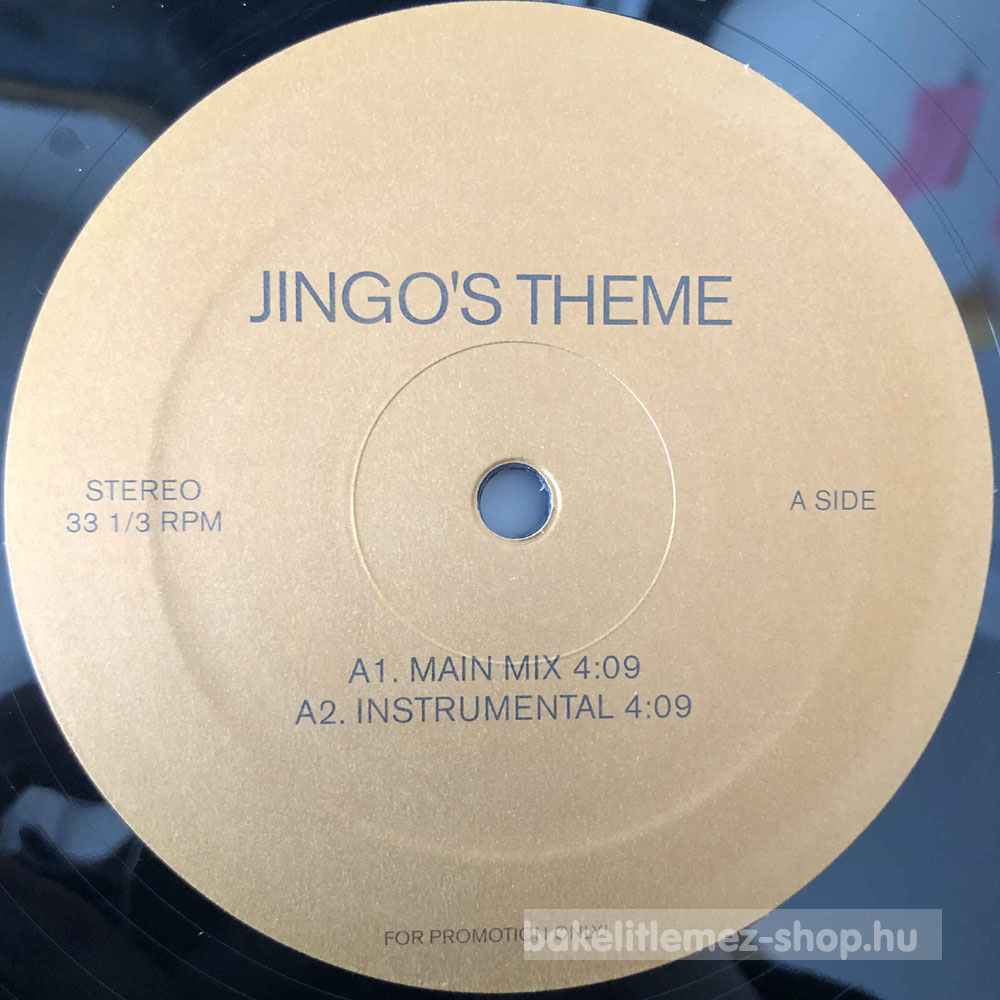 JINGO'S THEME
STEREO
33 1/3 RPM
A SIDE
A1. MAIN MIX 4:09
A2. INSTRUMENTAL 4:09
FOR PROMOTION ONLY!
bakelitlemez-shop.hu